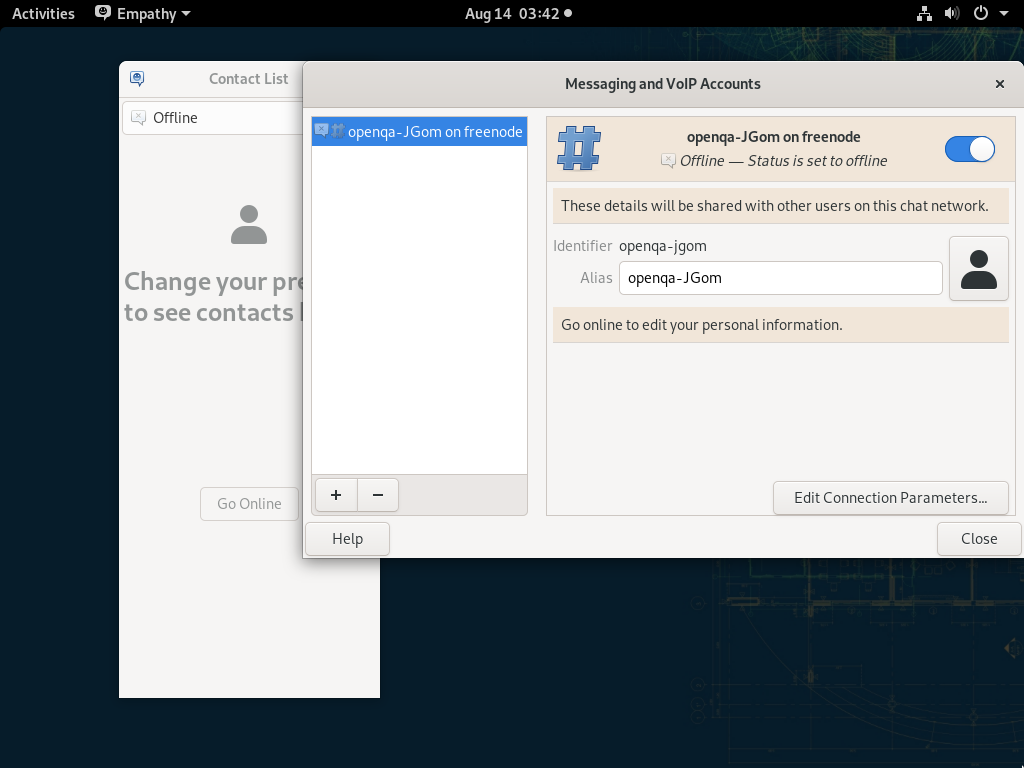 Activities
Empathy
Aug 14 03:42
Contact List
Offline
Change your pre
to see contacts
Go Online
Messaging and VoIP Accounts
openqa-JGom on freenode
openqa-JGom on freenode
Offline — Status is set to offline
These details will be shared with other users on this chat network.
Identifier openqa-jgom
Alias openqa-JGom
Go online to edit your personal information.
Edit Connection Parameters...
Help
Close